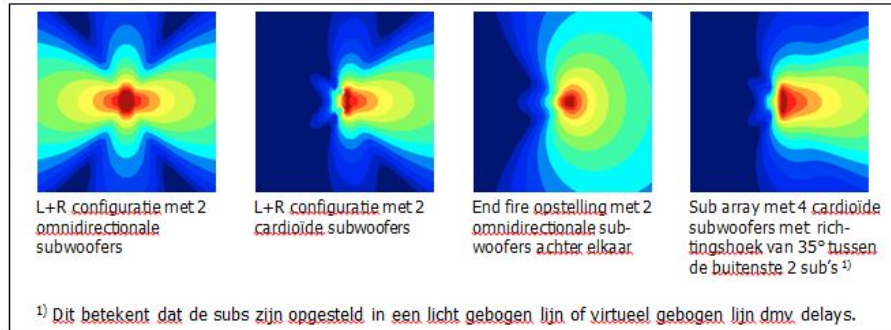 L+R configuratie met 2
omnidirectionale
subwoofers
L+R configuratie met 2
cardioïde subwoofers
End fire opstelling met 2
omnidirectionale sub-
woofers achter elkaar
Sub array met 4 cardioïde
subwoofers met rich-
tingshoek van 35° tussen
de buitenste 2 sub's 1)
1) Dit betekent dat de subs zijn opgesteld in een licht gebogen lijn of virtueel gebogen lijn dmv delays.